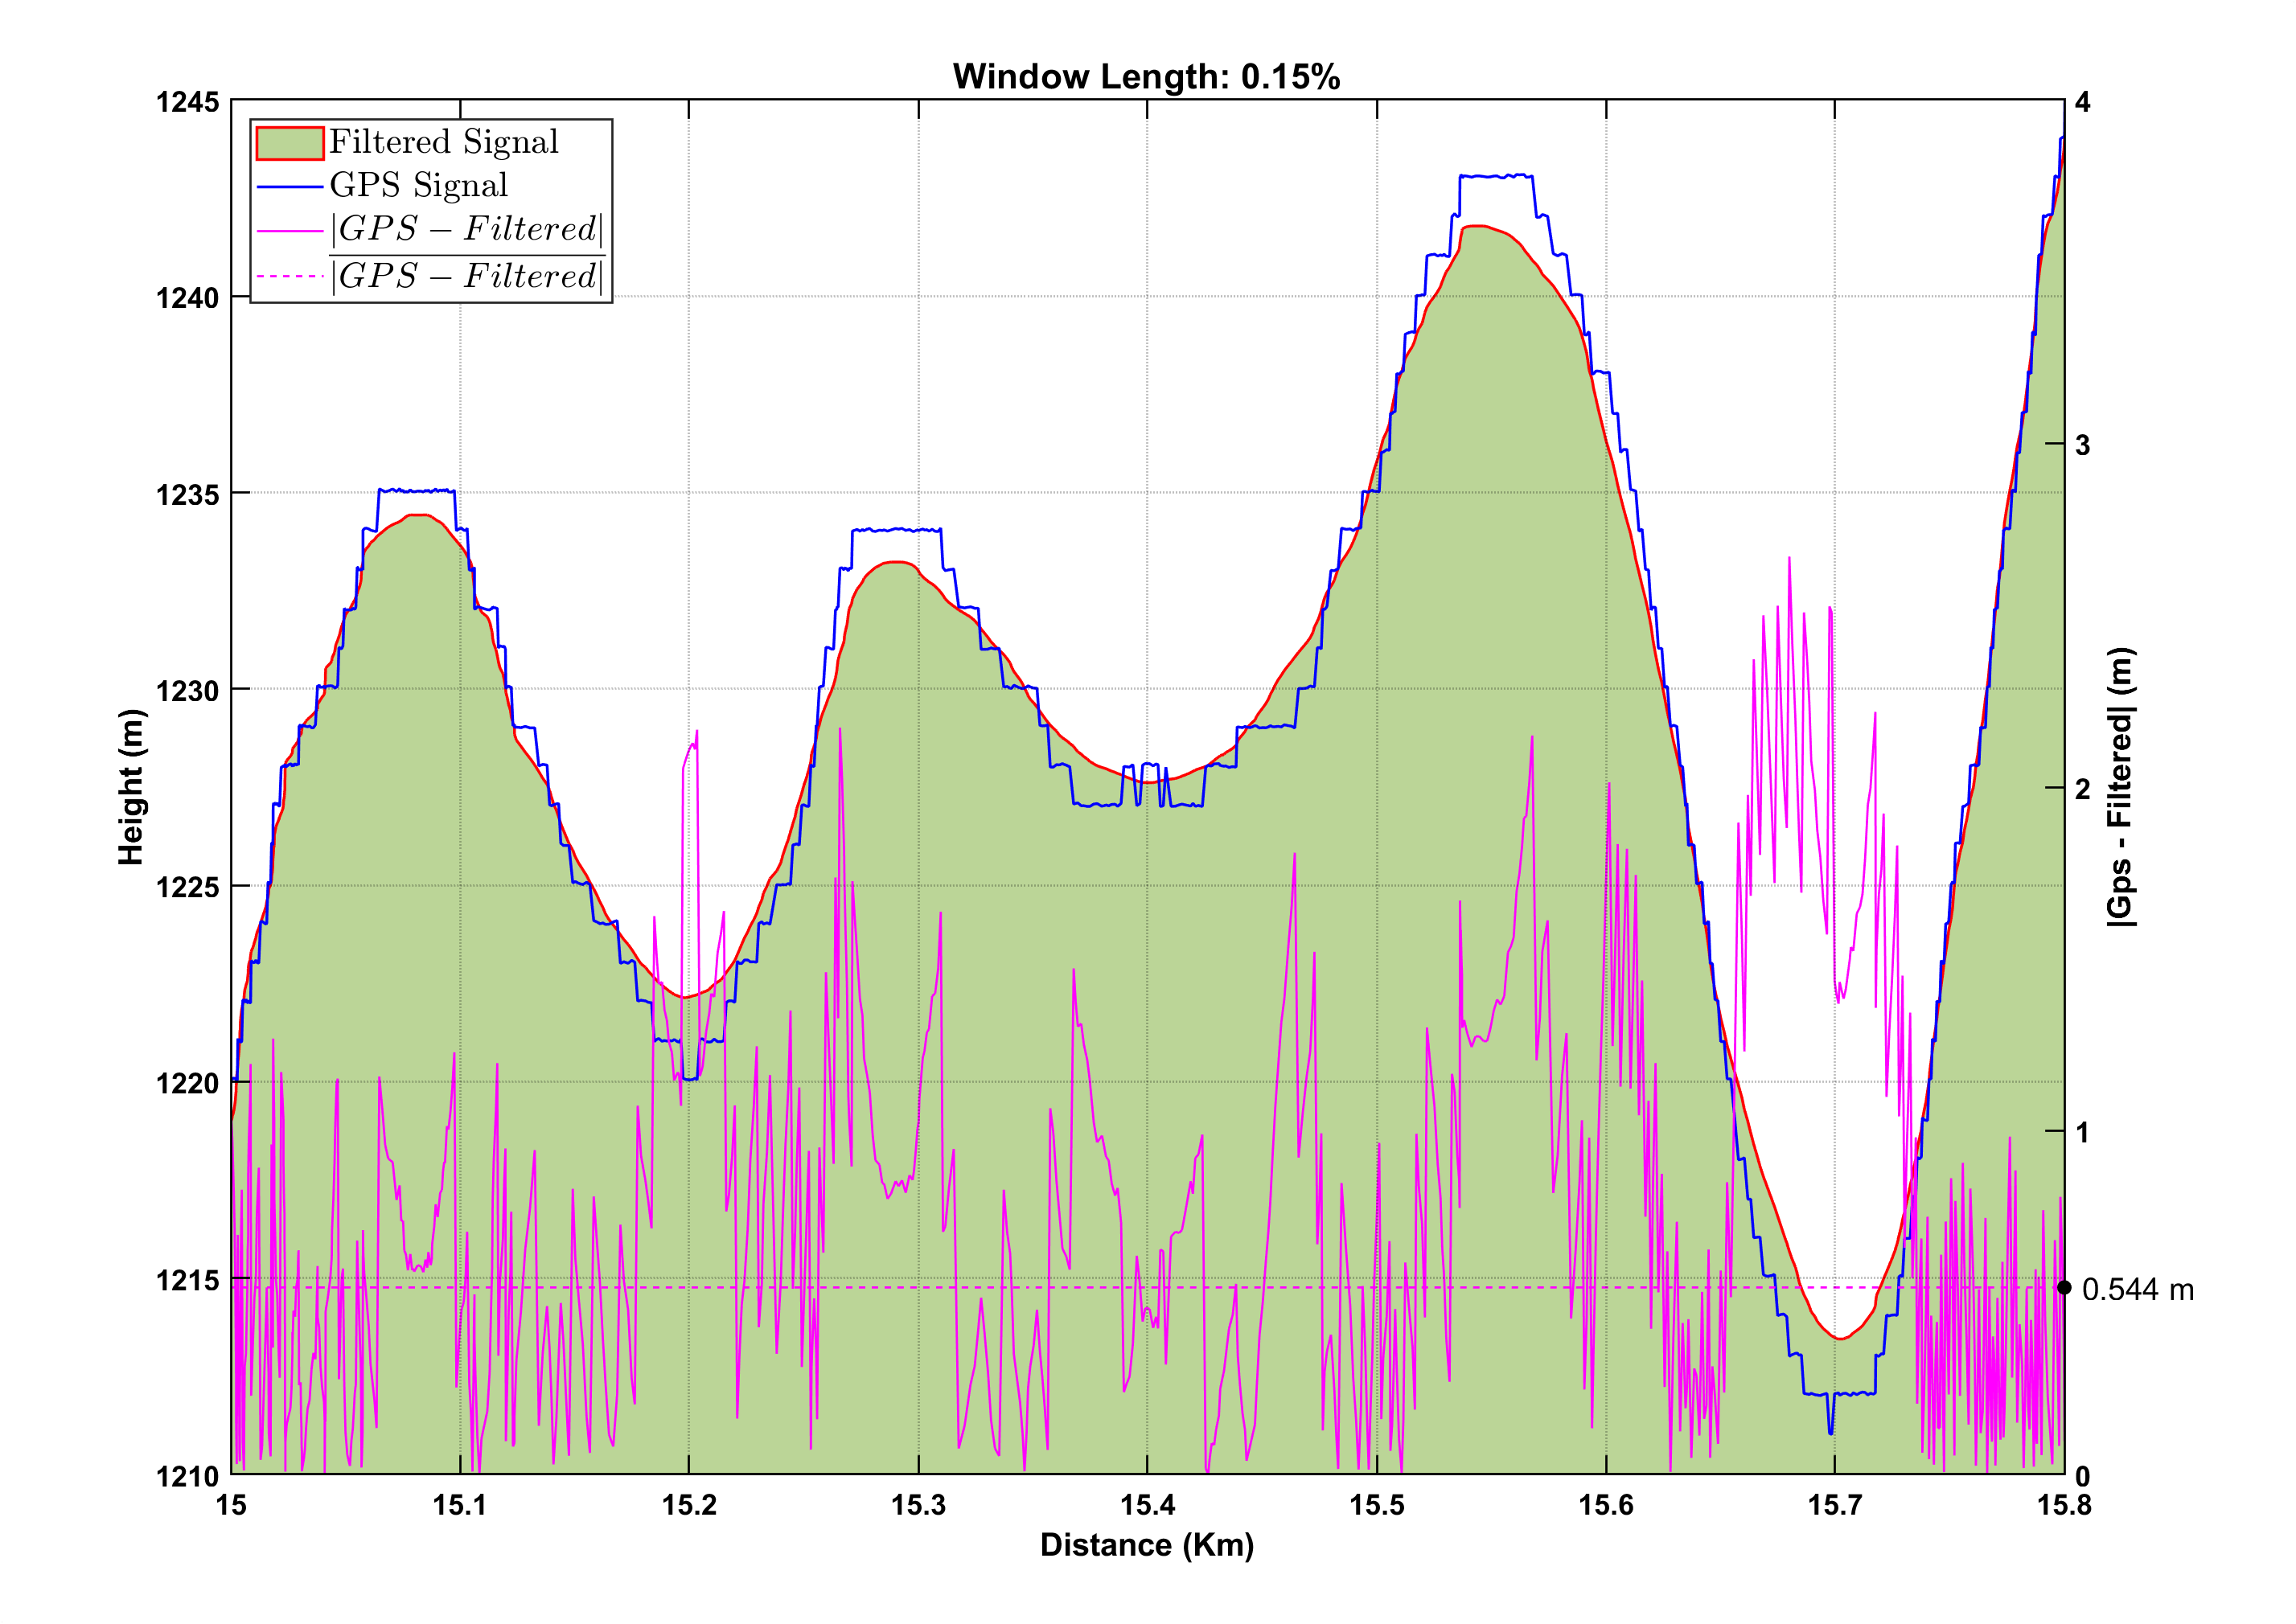 Window Length: 0.15%
Filtered Signal
GPS Signal
|GPS − Filtered|
|GPS − Filtered|
1245
1240
1235
1230
1225
1220
1215
1210
Height (m)
4
3
2
1
0
|Gps - Filtered| (m)
0.544 m
15 15.1 15.2 15.3 15.4 15.5 15.6 15.7 15.8
Distance (Km)